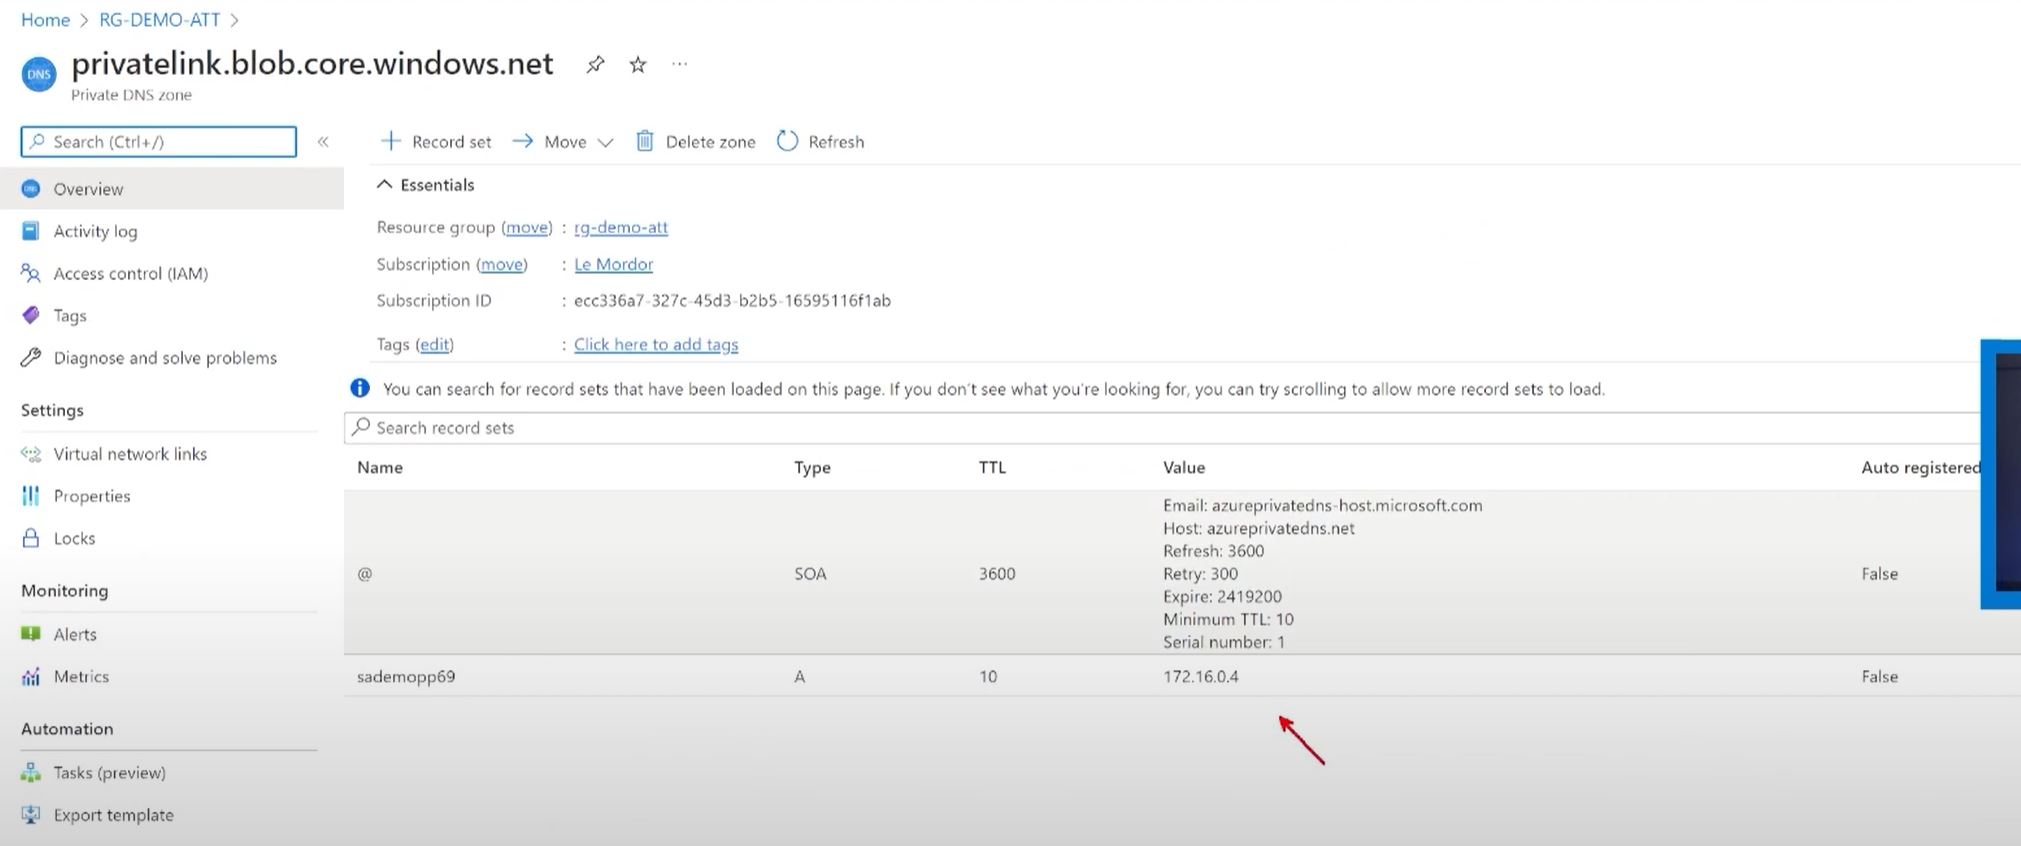 Home > RG-DEMO-ATT >
DNS
privatelink.blob.core.windows.net ...
Private DNS zone
Search (Ctrl+/) «
+ Record set → Move Delete zone Refresh
Overview
Activity log
Access control (IAM)
Tags
Diagnose and solve problems
Settings
Virtual network links
Properties
Locks
Monitoring
Alerts
Metrics
Automation
Tasks (preview)
Export template
Essentials
Resource group (move) : rg-demo-att
Subscription (move) : Le Mordor
Subscription ID : ecc336a7-327c-45d3-b2b5-16595116f1ab
Tags (edit) : Click here to add tags
You can search for record sets that have been loaded on this page. If you don't see what you're looking for, you can try scrolling to allow more record sets to load.
Search record sets
Name Type TTL Value Auto registered
@ SOA 3600 Email: azureprivatedns-host.microsoft.com
Host: azureprivatedns.net
Refresh: 3600
Retry: 300
Expire: 2419200
Minimum TTL: 10
Serial number: 1
False
sademopp69 A 10 172.16.0.4 False